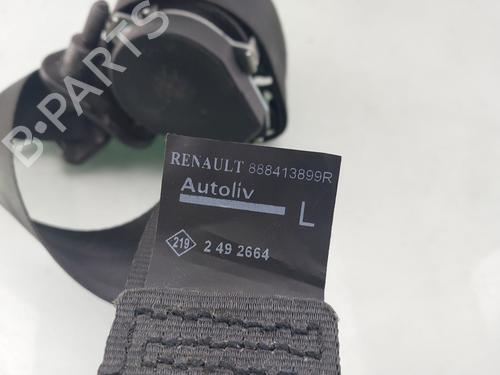 B-PARTS
RENAULT 888413899R
Autoliv
L
219 2 49 2664